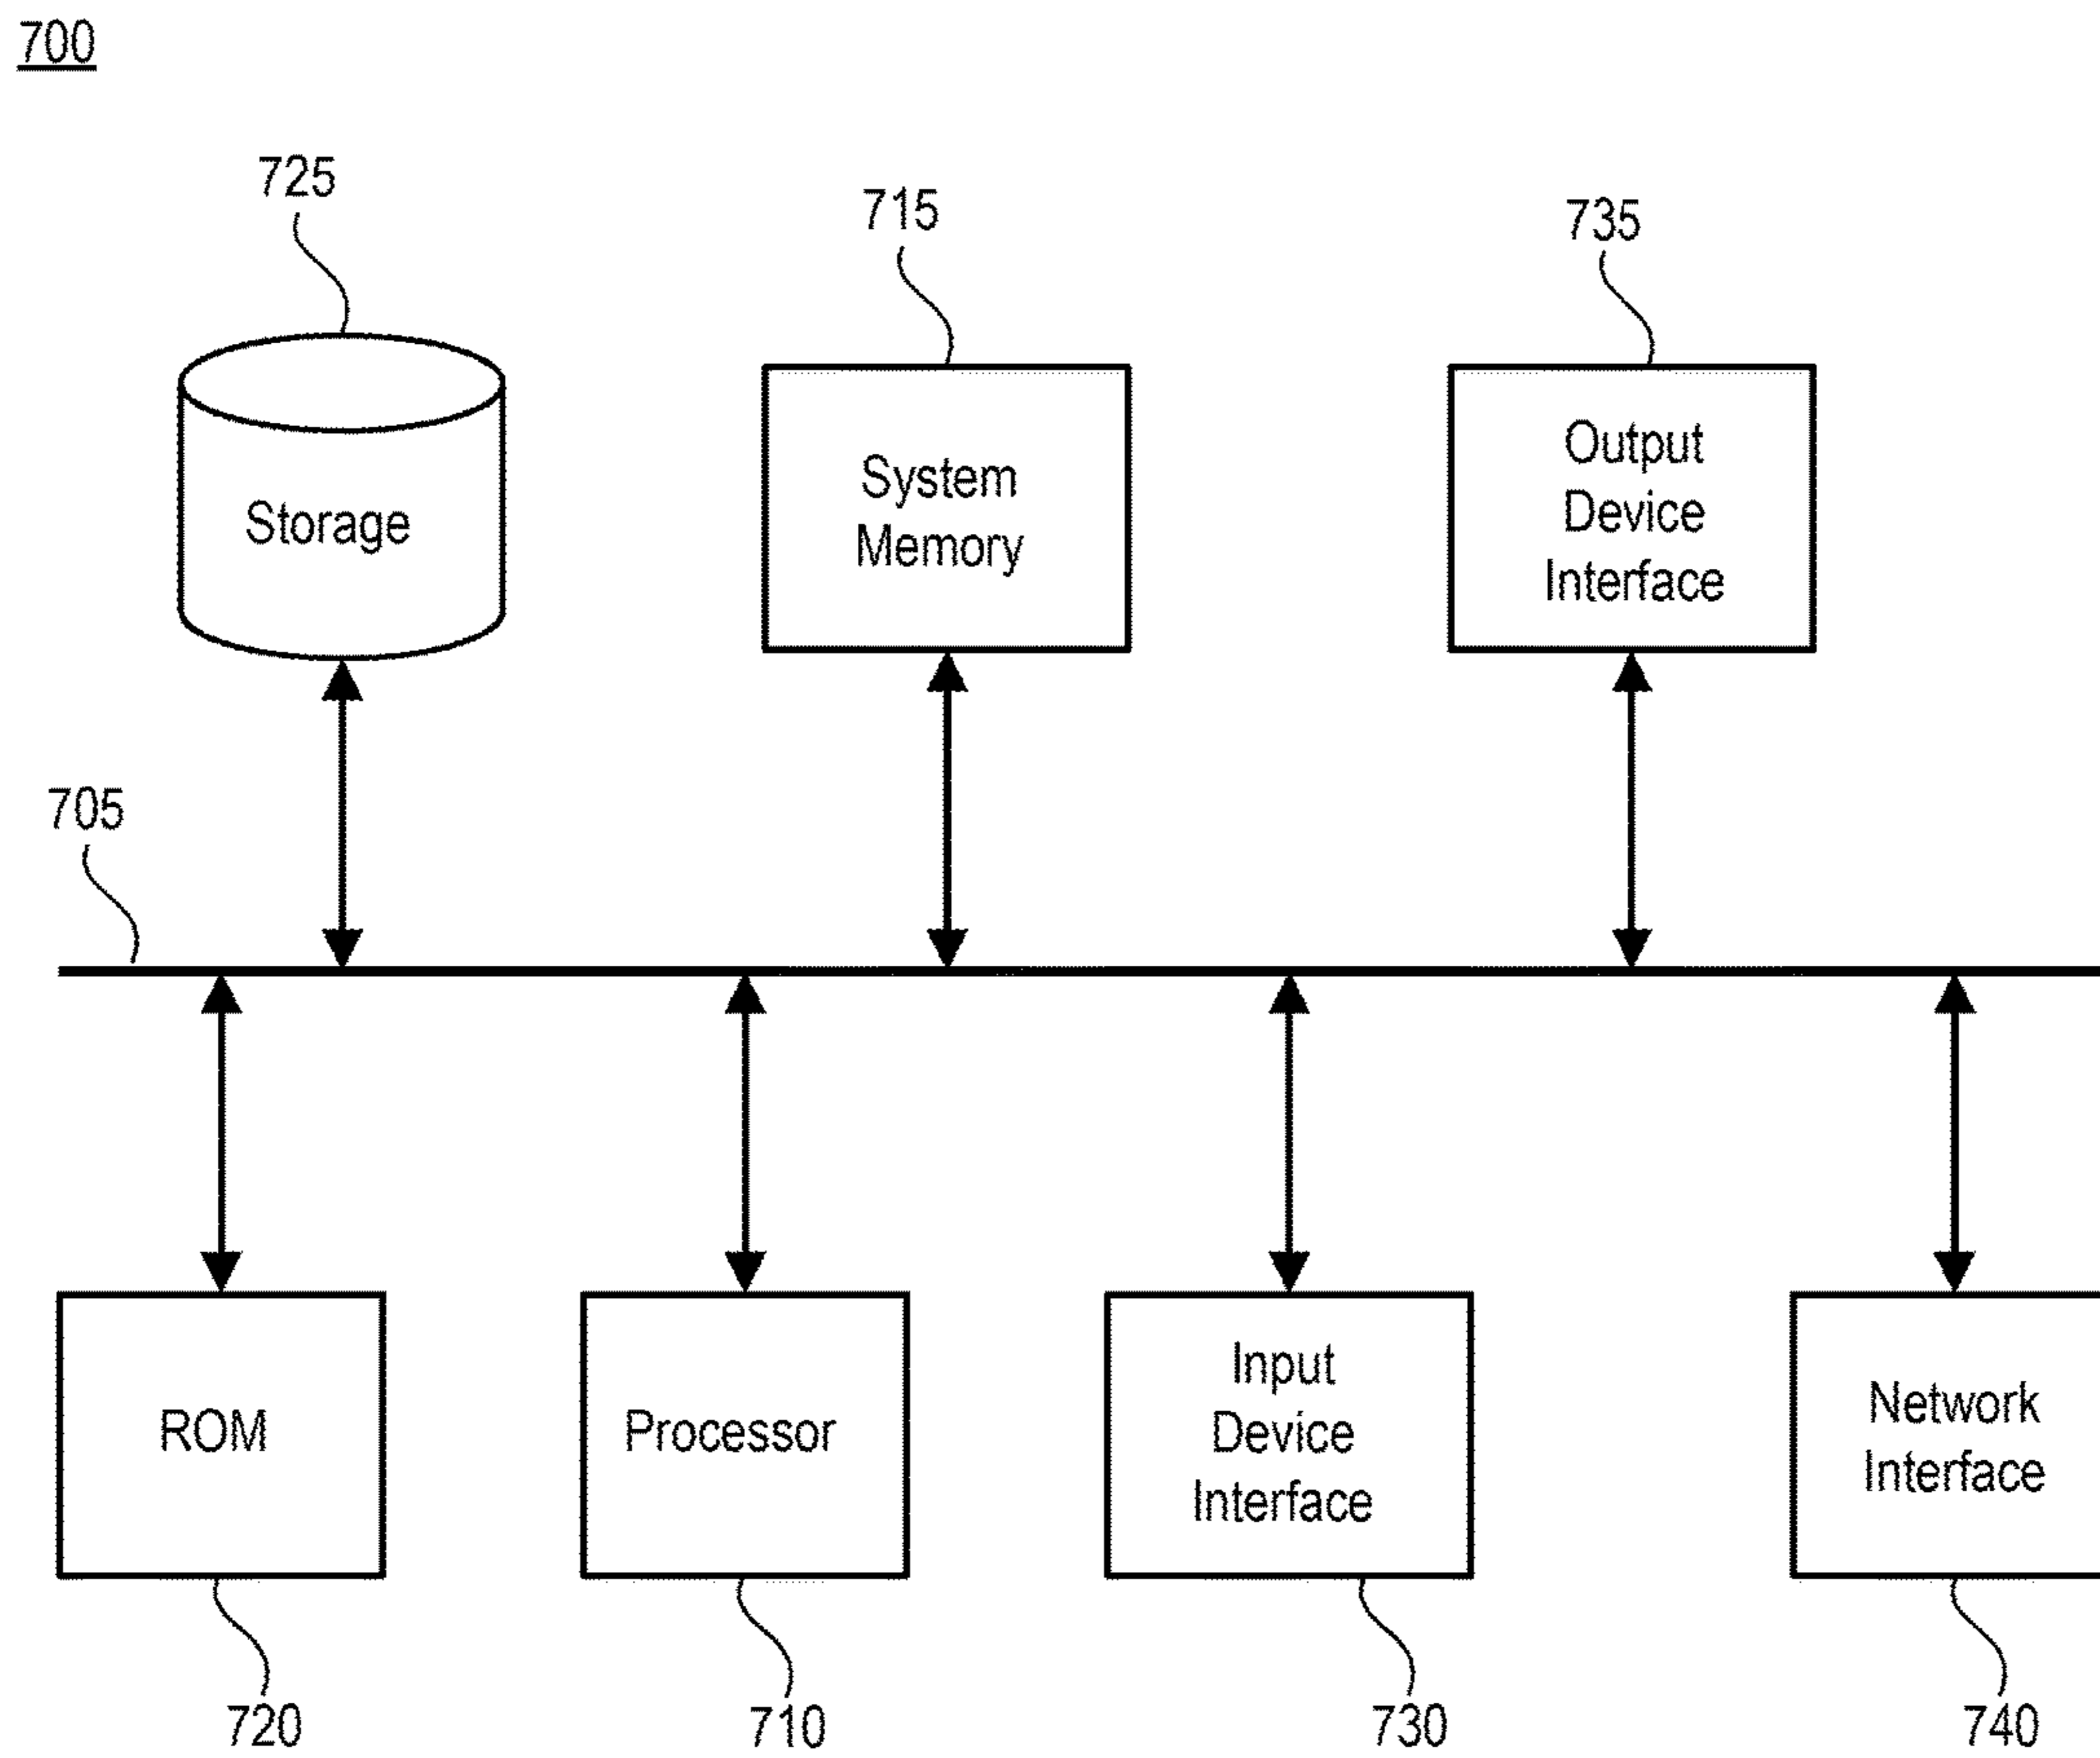 700
725
715
735
Storage
System
Memory
Output
Device
Interface
705
ROM
Processor
Input
Device
Interface
Network
Interface
720
710
730
740